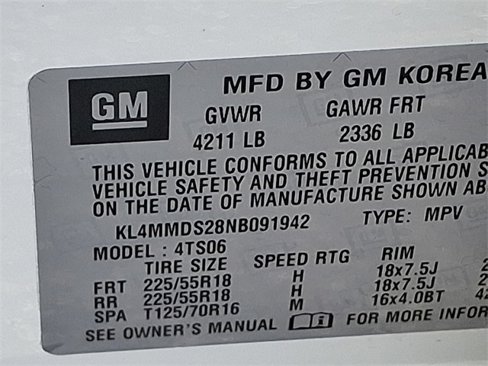 GM
MFD BY GM KOREA
GVWR GAWR FRT
4211 LB 2336 LB
THIS VEHICLE CONFORMS TO ALL APPLICAB
VEHICLE SAFETY AND THEFT PREVENTION S
ON THE DATE OF MANUFACTURE SHOWN AB
KL4MMDS28NB091942 TYPE: MPV
MODEL: 4TS06
TIRE SIZE SPEED RTG RIM
FRT 225/55R18 H 18x7.5J 2
RR 225/55R18 H 18x7.5J 2
SPA T125/70R16 M 16x4.0BT 42
SEE OWNER'S MANUAL FOR MORE INFOR